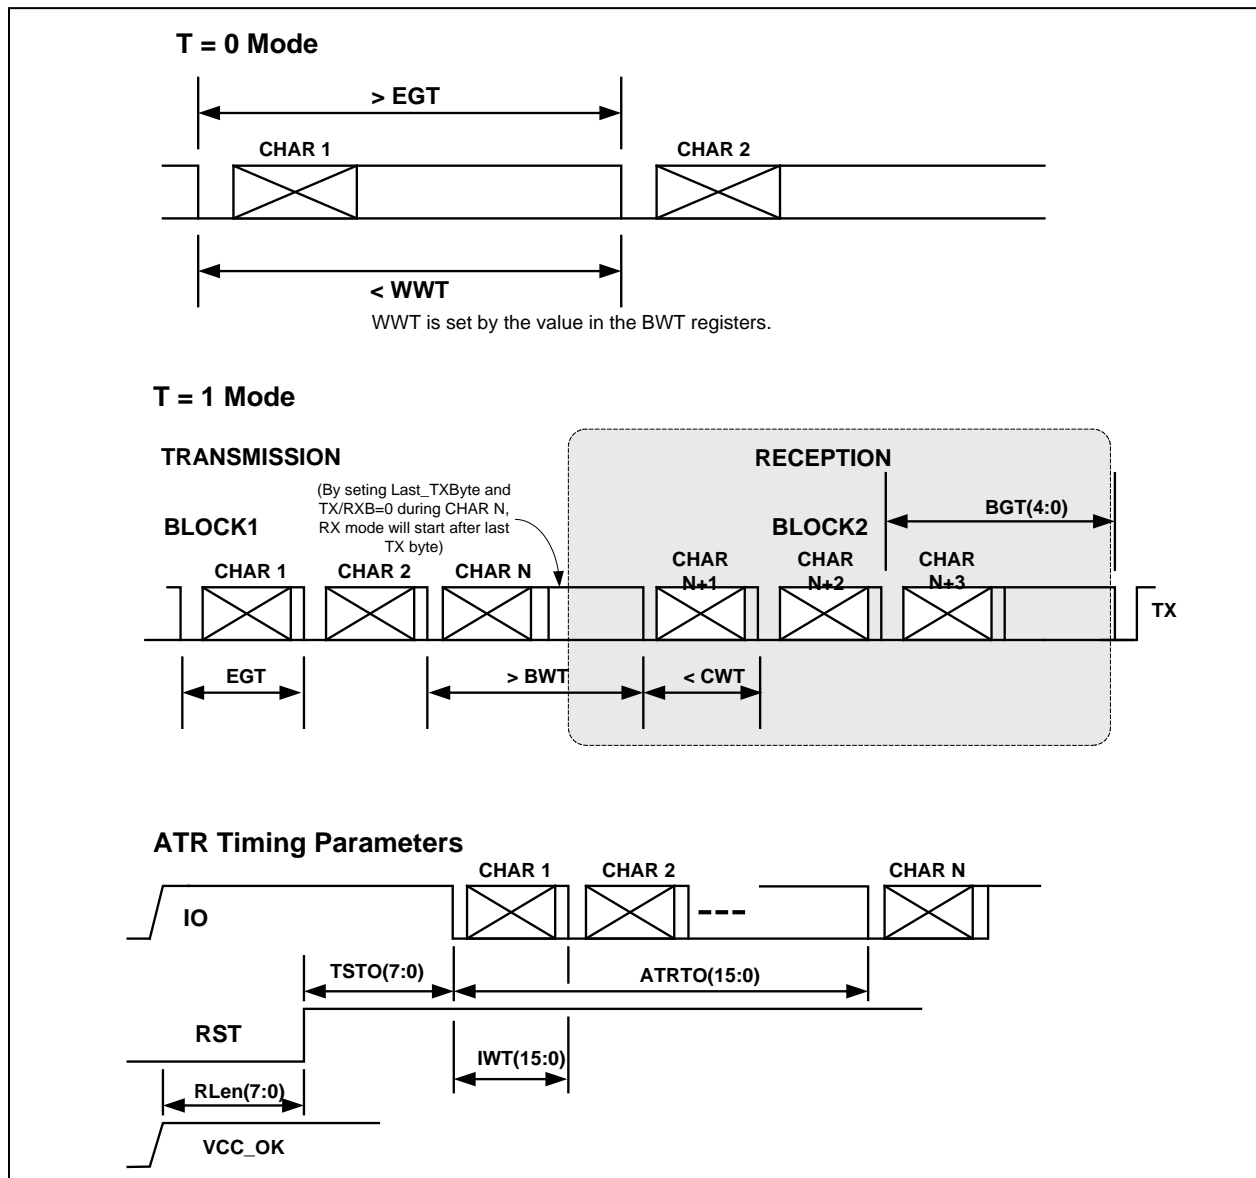 T = 0 Mode
> EGT
CHAR 1
CHAR 2
< WWT
WWT is set by the value in the BWT registers.
T = 1 Mode
TRANSMISSION
RECEPTION
(By seting Last_TXByte and
TX/RXB=0 during CHAR N,
RX mode will start after last
TX byte)
BGT(4:0)
BLOCK1
BLOCK2
CHAR 1
CHAR 2
CHAR N
CHAR
N+1
CHAR
N+2
CHAR
N+3
TX
EGT
> BWT
< CWT
ATR Timing Parameters
CHAR 1
CHAR 2
CHAR N
IO
TSTO(7:0)
ATRTO(15:0)
RST
IWT(15:0)
RLen(7:0)
VCC_OK